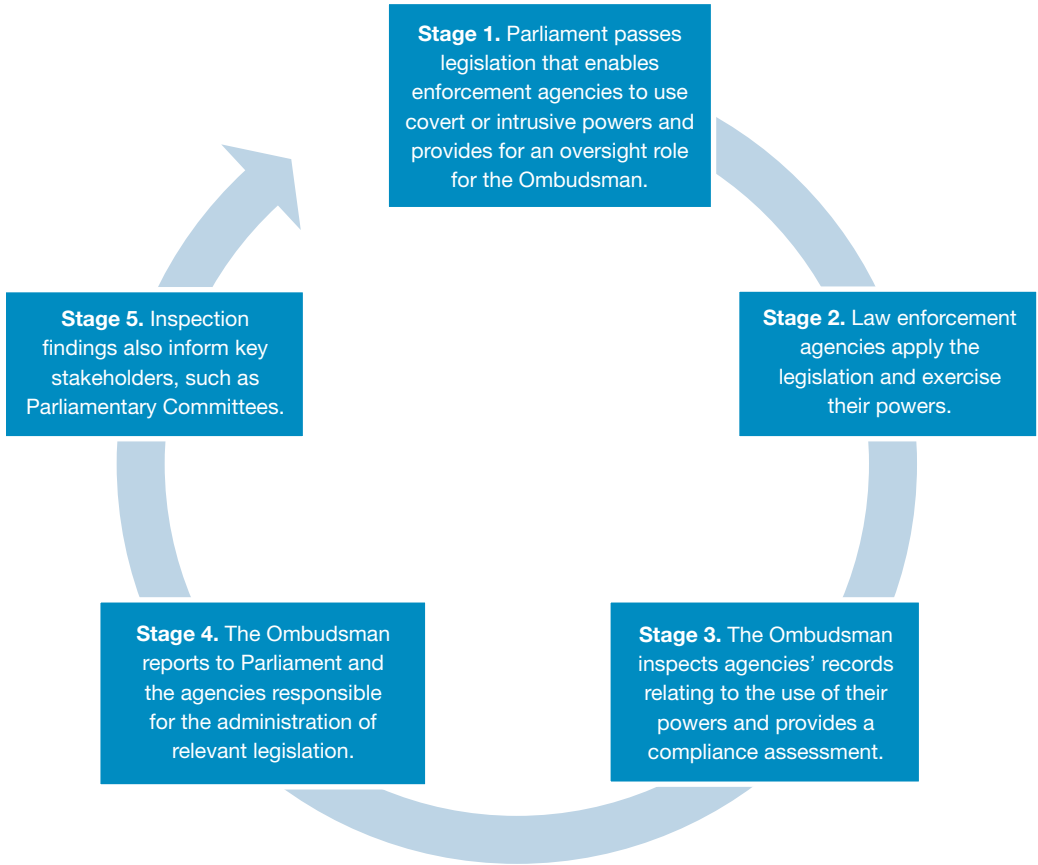 Stage 1. Parliament passes
legislation that enables
enforcement agencies to use
covert or intrusive powers and
provides for an oversight role
for the Ombudsman.
Stage 2. Law enforcement
agencies apply the
legislation and exercise
their powers.
Stage 3. The Ombudsman
inspects agencies’ records
relating to the use of their
powers and provides a
compliance assessment.
Stage 4. The Ombudsman
reports to Parliament and
the agencies responsible
for the administration of
relevant legislation.
Stage 5. Inspection
findings also inform key
stakeholders, such as
Parliamentary Committees.